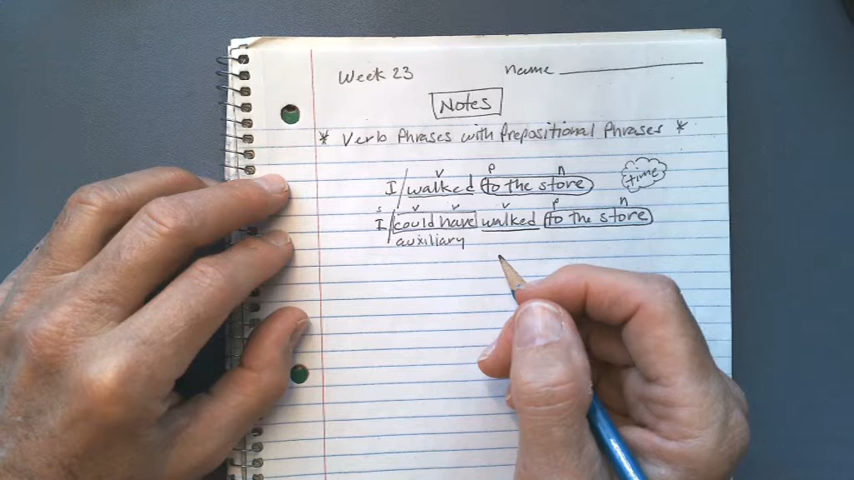 Week 23 name
Notes
* Verb Phrases with Prepositional Phrases *
v p n
I/walked to the store time
s v v v p n
I/could have walked to the store
auxiliary